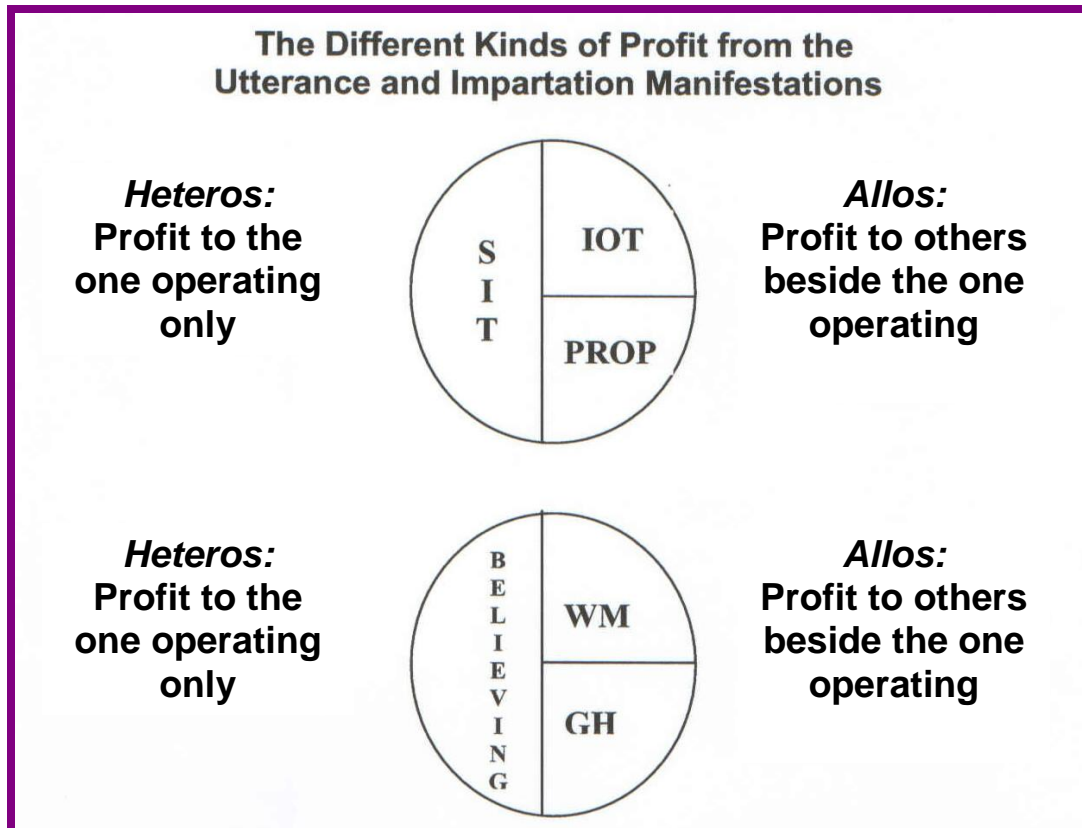 The Different Kinds of Profit from the
Utterance and Impartation Manifestations
Heteros:
Profit to the
one operating
only
S
I
T
IOT
PROP
Allos:
Profit to others
beside the one
operating
Heteros:
Profit to the
one operating
only
B
E
L
I
E
V
I
N
G
WM
GH
Allos:
Profit to others
beside the one
operating